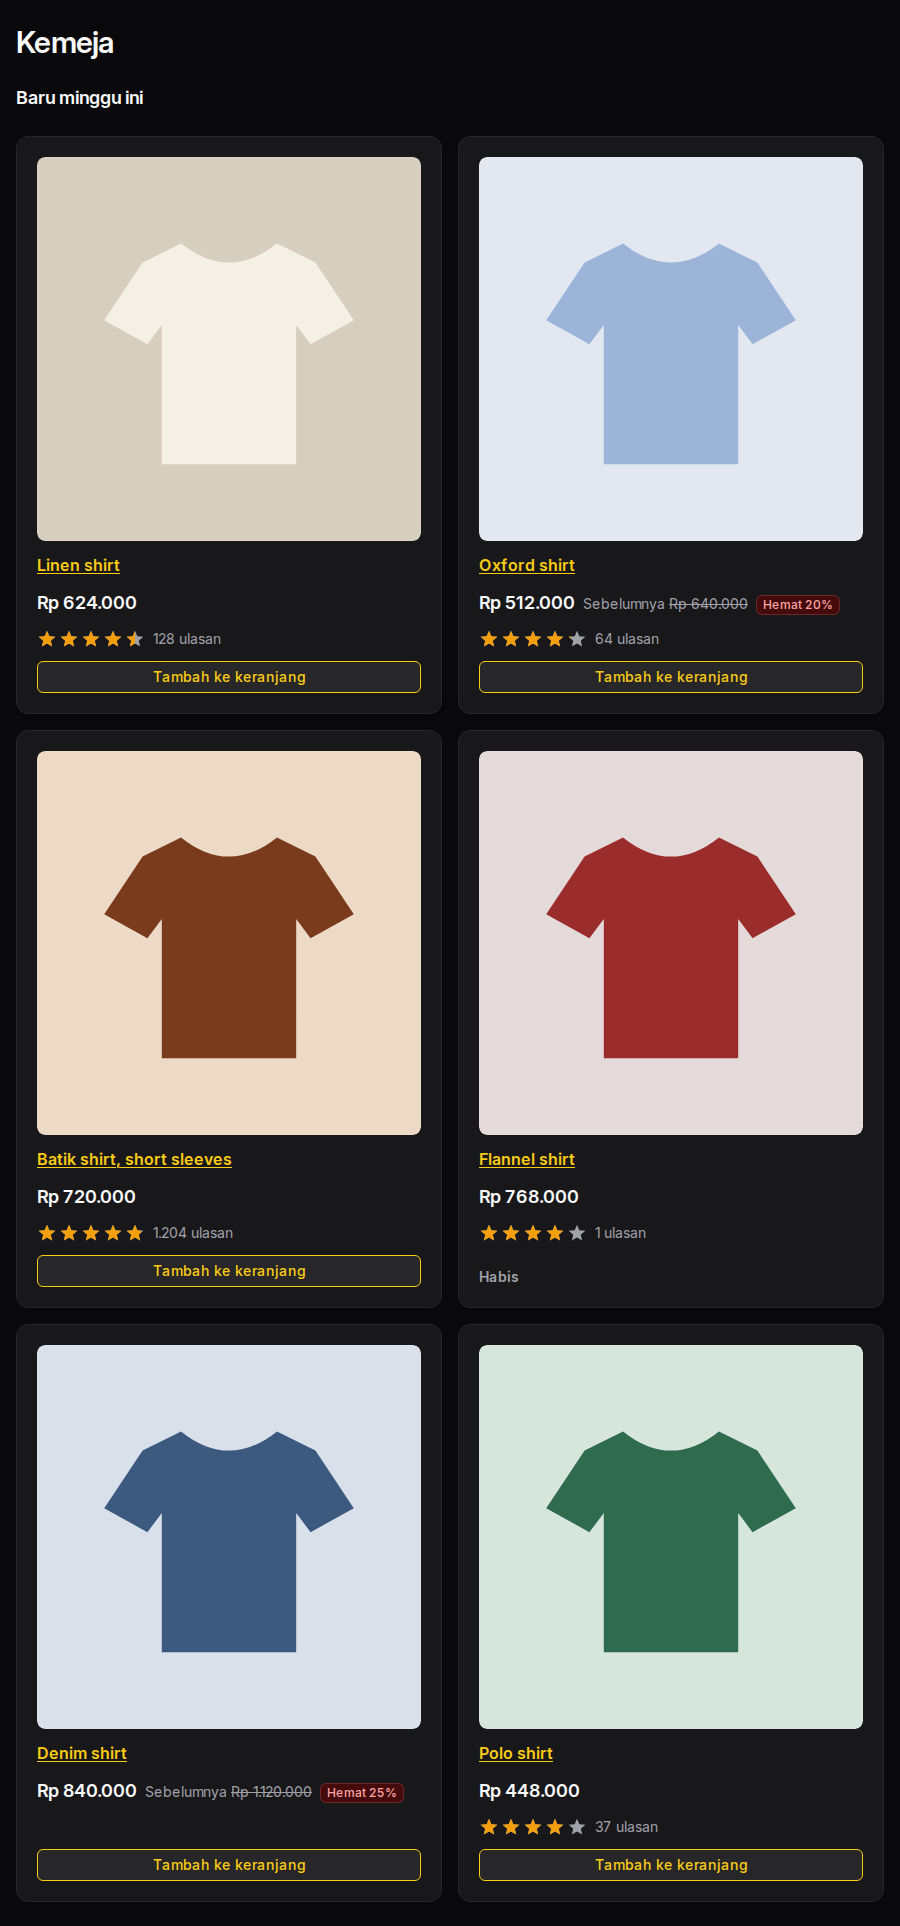 Kemeja
Baru minggu ini
Linen shirt
Rp 624.000
128 ulasan
Tambah ke keranjang
Oxford shirt
Rp 512.000 Sebelumnya Rp 640.000 Hemat 20%
64 ulasan
Tambah ke keranjang
Batik shirt, short sleeves
Rp 720.000
1.204 ulasan
Tambah ke keranjang
Flannel shirt
Rp 768.000
1 ulasan
Habis
Denim shirt
Rp 840.000 Sebelumnya Rp 1.120.000 Hemat 25%
Tambah ke keranjang
Polo shirt
Rp 448.000
37 ulasan
Tambah ke keranjang